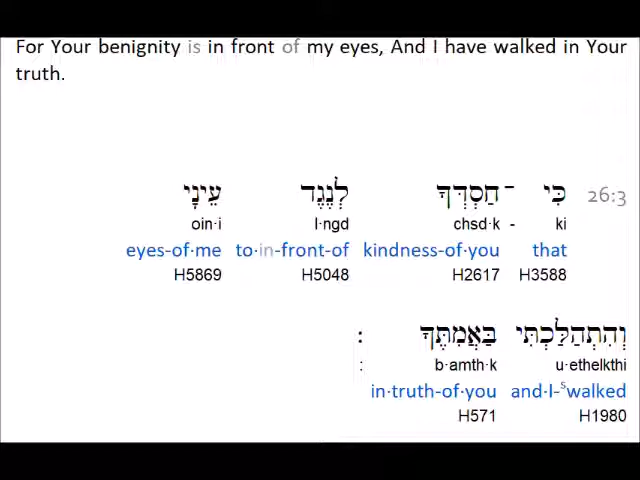 For Your benignity is in front of my eyes, And I have walked in Your
truth.
26:3 כִּי ־ חַסְדְּךָ לְנֶגֶד עֵינָי
oin·i l·ngd chsd·k - ki
eyes-of·me to·in-front-of kindness-of·you that
H5869 H5048 H2617 H3588
וְהִתְהַלַּכְתִּי בַּאֲמִתֶּךָ :
: b·amth·k u·ethelkthi
in·truth-of·you and·I-swalked
H571 H1980